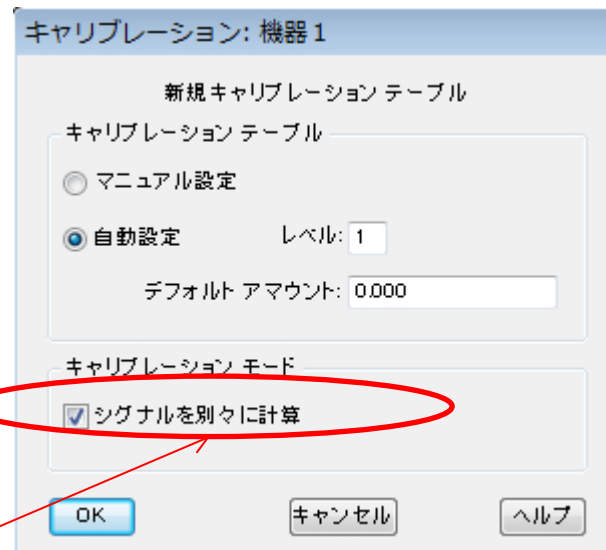 キャリブレーション: 機器 1
新規キャリブレーション テーブル
キャリブレーション テーブル
マニュアル設定
自動設定 レベル: 1
デフォルト アマウント: 0.000
キャリブレーション モード
シグナルを別々に計算
OK キャンセル ヘルプ